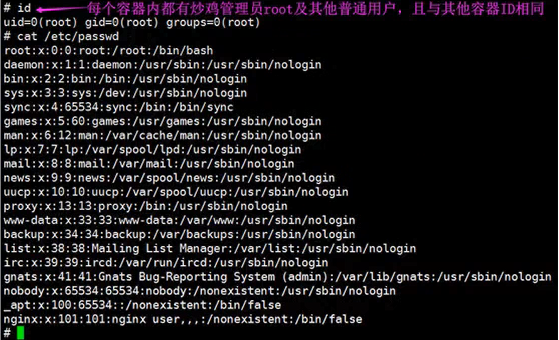 # id
每个容器内都有炒鸡管理员root及其他普通用户，且与其他容器ID相同
uid=0(root) gid=0(root) groups=0(root)
# cat /etc/passwd
root:x:0:0:root:/root:/bin/bash
daemon:x:1:1:daemon:/usr/sbin:/usr/sbin/nologin
bin:x:2:2:bin:/bin:/usr/sbin/nologin
sys:x:3:3:sys:/dev:/usr/sbin/nologin
sync:x:4:65534:sync:/bin:/bin/sync
games:x:5:60:games:/usr/games:/usr/sbin/nologin
man:x:6:12:man:/var/cache/man:/usr/sbin/nologin
lp:x:7:7:lp:/var/spool/lpd:/usr/sbin/nologin
mail:x:8:8:mail:/var/mail:/usr/sbin/nologin
news:x:9:9:news:/var/spool/news:/usr/sbin/nologin
uucp:x:10:10:uucp:/var/spool/uucp:/usr/sbin/nologin
proxy:x:13:13:proxy:/bin:/usr/sbin/nologin
www-data:x:33:33:www-data:/var/www:/usr/sbin/nologin
backup:x:34:34:backup:/var/backups:/usr/sbin/nologin
list:x:38:38:Mailing List Manager:/var/list:/usr/sbin/nologin
irc:x:39:39:ircd:/var/run/ircd:/usr/sbin/nologin
gnats:x:41:41:Gnats Bug-Reporting System (admin):/var/lib/gnats:/usr/sbin/nologin
nobody:x:65534:65534:nobody:/nonexistent:/usr/sbin/nologin
_apt:x:100:65534::/nonexistent:/bin/false
nginx:x:101:101:nginx user,,,:/nonexistent:/bin/false
#